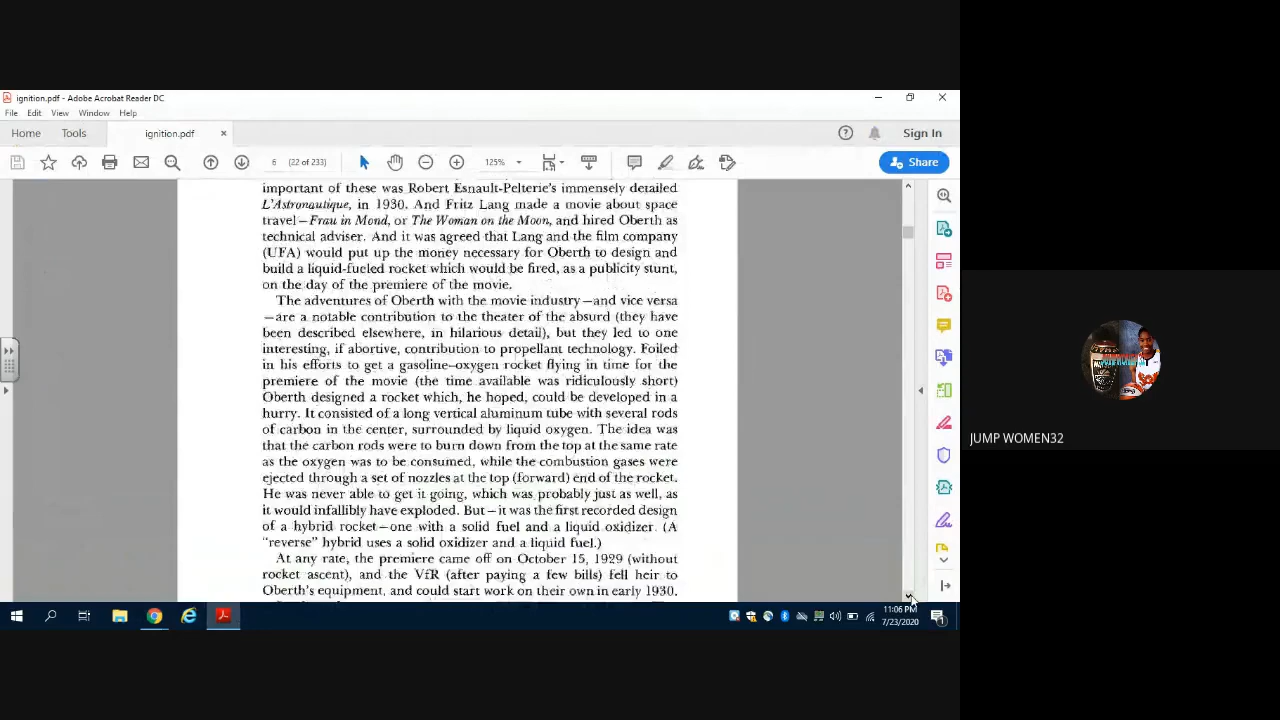 ignition.pdf - Adobe Acrobat Reader DC
File Edit View Window Help
Home Tools ignition.pdf × Sign In
6 (22 of 233) 125% Share
important of these was Robert Esnault-Pelterie's immensely detailed
L'Astronautique, in 1930. And Fritz Lang made a movie about space
travel—Frau im Mond, or The Woman on the Moon, and hired Oberth as
technical adviser. And it was agreed that Lang and the film company
(UFA) would put up the money necessary for Oberth to design and
build a liquid-fueled rocket which would be fired, as a publicity stunt,
on the day of the premiere of the movie.
The adventures of Oberth with the movie industry—and vice versa
—are a notable contribution to the theater of the absurd (they have
been described elsewhere, in hilarious detail), but they led to one
interesting, if abortive, contribution to propellant technology. Foiled
in his efforts to get a gasoline–oxygen rocket flying in time for the
premiere of the movie (the time available was ridiculously short)
Oberth designed a rocket which, he hoped, could be developed in a
hurry. It consisted of a long vertical aluminum tube with several rods
of carbon in the center, surrounded by liquid oxygen. The idea was
that the carbon rods were to burn down from the top at the same rate
as the oxygen was to be consumed, while the combustion gases were
ejected through a set of nozzles at the top (forward) end of the rocket.
He was never able to get it going, which was probably just as well, as
it would infallibly have exploded. But—it was the first recorded design
of a hybrid rocket—one with a solid fuel and a liquid oxidizer. (A
"reverse" hybrid uses a solid oxidizer and a liquid fuel.)
At any rate, the premiere came off on October 15, 1929 (without
rocket ascent), and the VfR (after paying a few bills) fell heir to
Oberth's equipment, and could start work on their own in early 1930.
JUMP WOMEN32
11:06 PM
7/23/2020